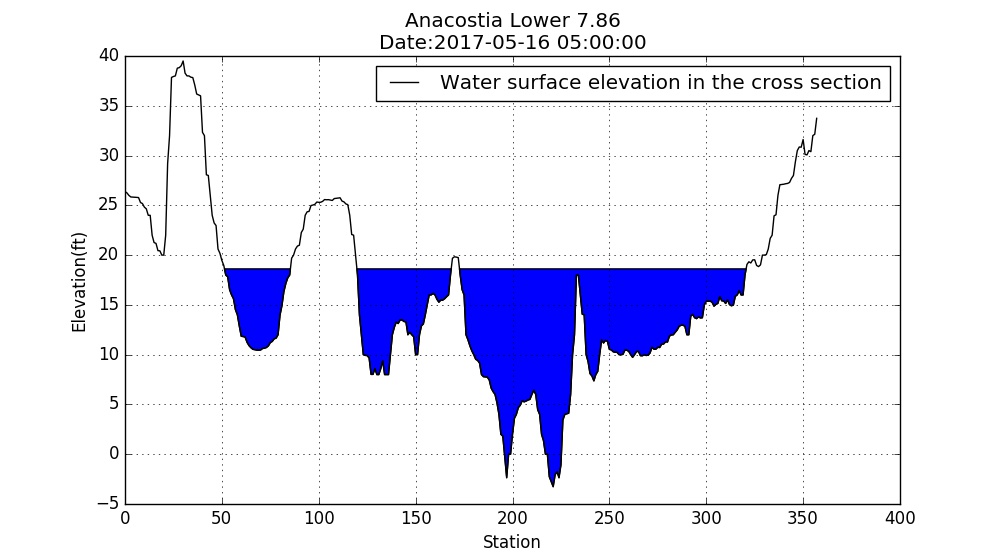 Anacostia Lower 7.86
Date:2017-05-16 05:00:00
Water surface elevation in the cross section
Elevation(ft)
40
35
30
25
20
15
10
5
0
−5
0 50 100 150 200 250 300 350 400
Station